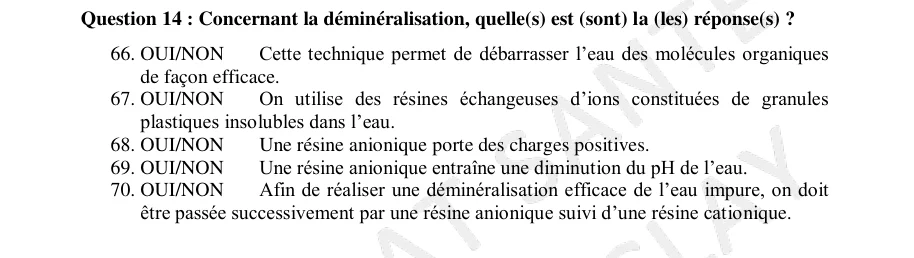 Question 14 : Concernant la déminéralisation, quelle(s) est (sont) la (les) réponse(s) ?
66. OUI/NON Cette technique permet de débarrasser l’eau des molécules organiques
de façon efficace.
67. OUI/NON On utilise des résines échangeuses d’ions constituées de granules
plastiques insolubles dans l’eau.
68. OUI/NON Une résine anionique porte des charges positives.
69. OUI/NON Une résine anionique entraîne une diminution du pH de l’eau.
70. OUI/NON Afin de réaliser une déminéralisation efficace de l’eau impure, on doit
être passée successivement par une résine anionique suivi d’une résine cationique.